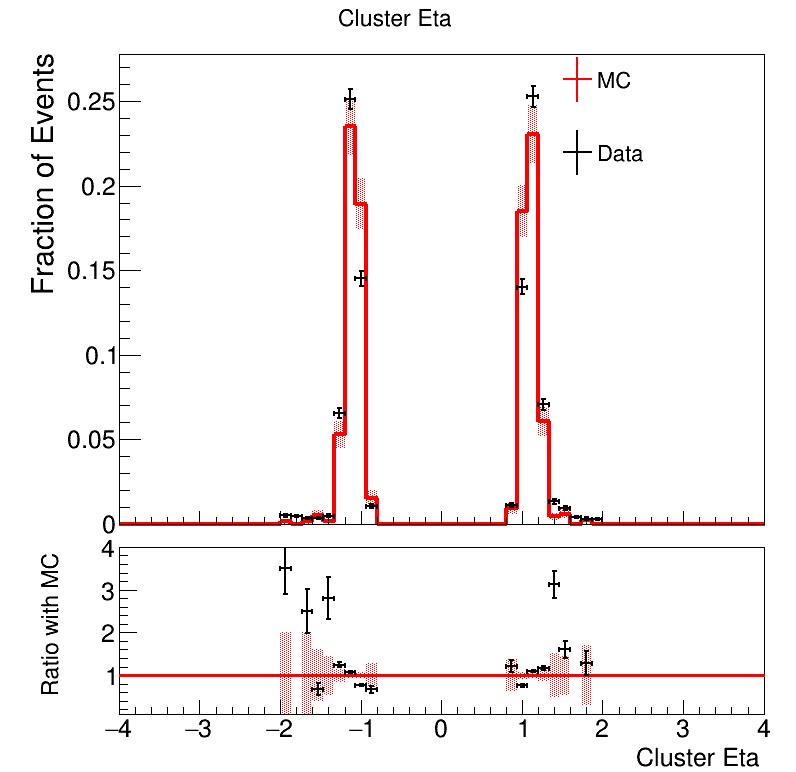 Cluster Eta
Fraction of Events
0.25
0.2
0.15
0.1
0.05
0
MC
Data
Ratio with MC
4
3
2
1
−4 −3 −2 −1 0 1 2 3 4
Cluster Eta